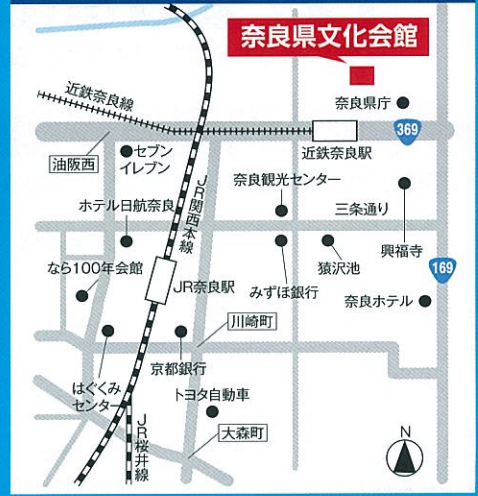 奈良県文化会館
近鉄奈良線
奈良県庁
369
近鉄奈良駅
油阪西
セブン
イレブン
奈良観光センター
JR関西本線
三条通り
ホテル日航奈良
興福寺
なら100年会館
JR奈良駅
みずほ銀行
猿沢池
169
奈良ホテル
川崎町
京都銀行
はぐくみ
センター
トヨタ自動車
JR桜井線
大森町
N